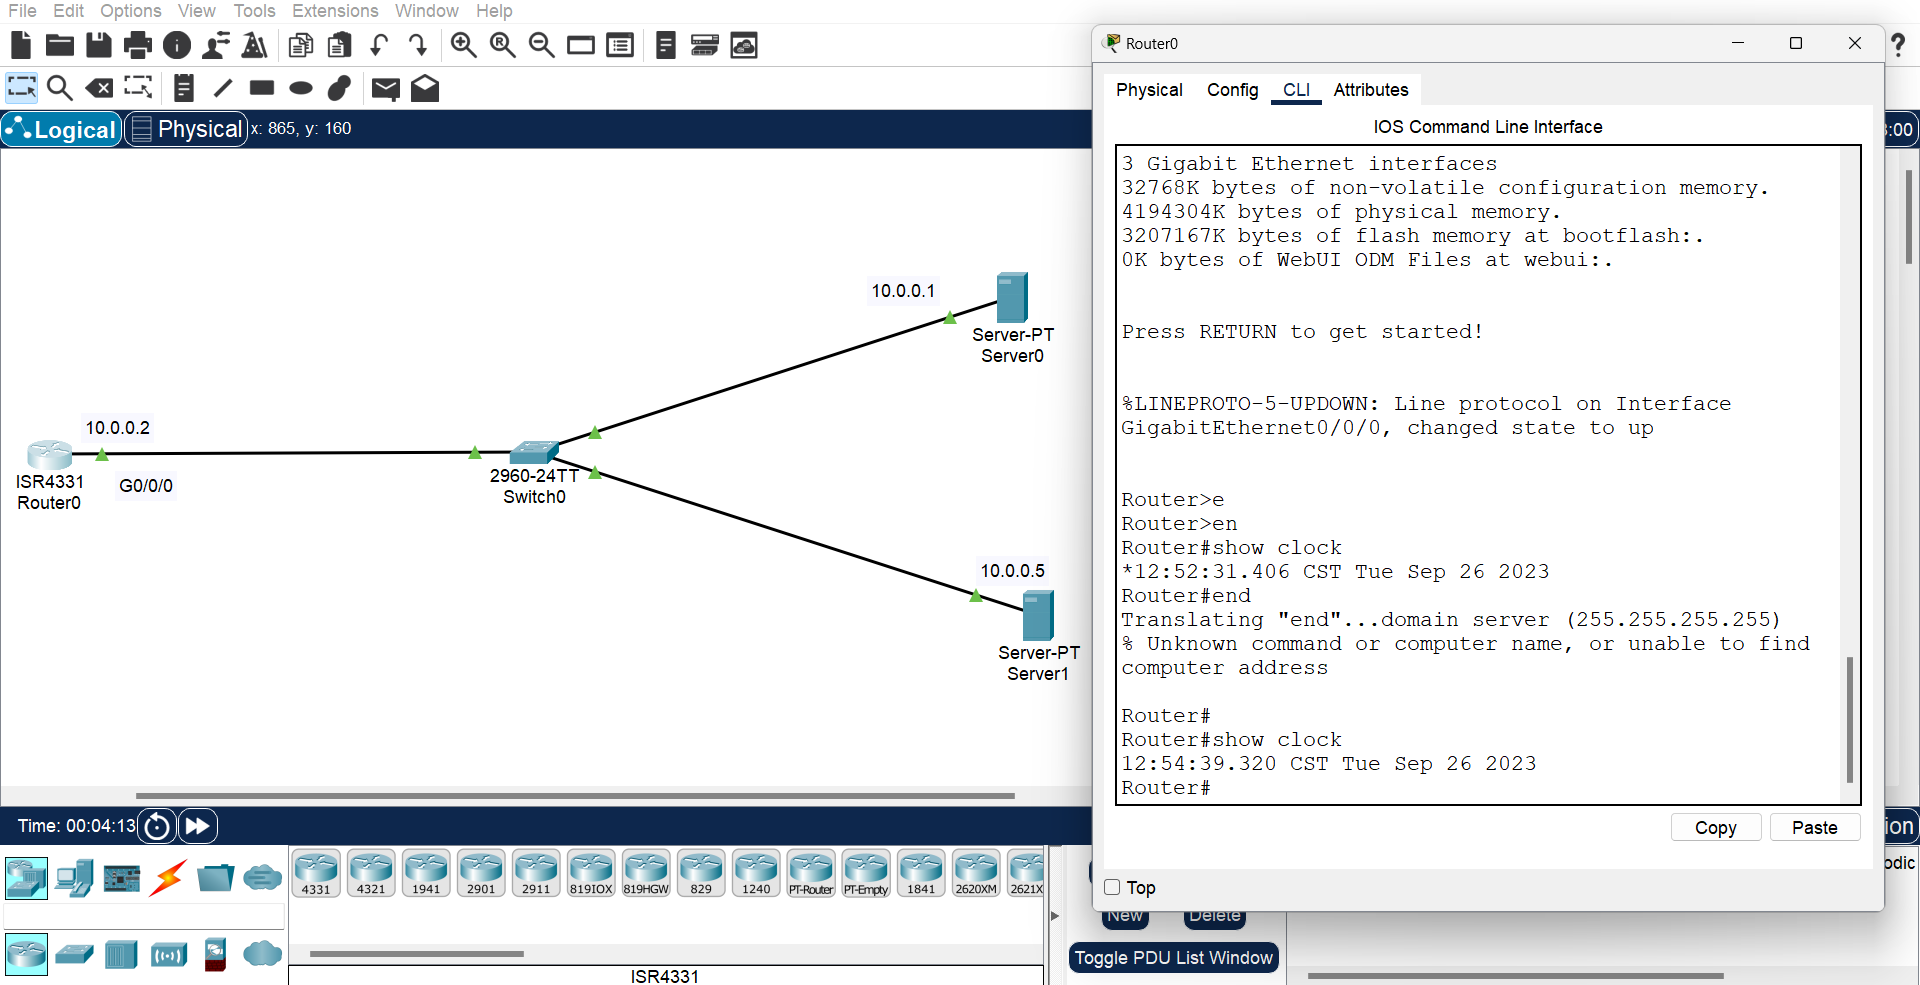 File Edit Options View Tools Extensions Window Help
Logical Physical x: 865, y: 160
:00
10.0.0.1
Server-PT
Server0
10.0.0.2
ISR4331
Router0
G0/0/0
2960-24TT
Switch0
10.0.0.5
Server-PT
Server1
Router0
Physical Config CLI Attributes
IOS Command Line Interface
3 Gigabit Ethernet interfaces
32768K bytes of non-volatile configuration memory.
4194304K bytes of physical memory.
3207167K bytes of flash memory at bootflash:.
0K bytes of WebUI ODM Files at webui:.
Press RETURN to get started!
%LINEPROTO-5-UPDOWN: Line protocol on Interface
GigabitEthernet0/0/0, changed state to up
Router>e
Router>en
Router#show clock
*12:52:31.406 CST Tue Sep 26 2023
Router#end
Translating "end"...domain server (255.255.255.255)
% Unknown command or computer name, or unable to find
computer address
Router#
Router#show clock
12:54:39.320 CST Tue Sep 26 2023
Router#
Copy Paste
Top
Time: 00:04:13
ion
odic
4331 4321 1941 2901 2911 819IOX 819HGW 829 1240 PT-Router PT-Empty 1841 2620XM 2621X
New Delete
Toggle PDU List Window
ISR4331